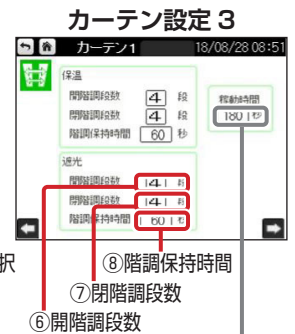 カーテン設定 3
カーテン1 18/08/28 08:51
保温
開階調段数 4 段
閉階調段数 4 段
階調保持時間 60 秒
稼動時間
180 秒
遮光
開階調段数 4 段
閉階調段数 4 段
階調保持時間 60 秒
択
⑧階調保持時間
⑦閉階調段数
⑥開階調段数